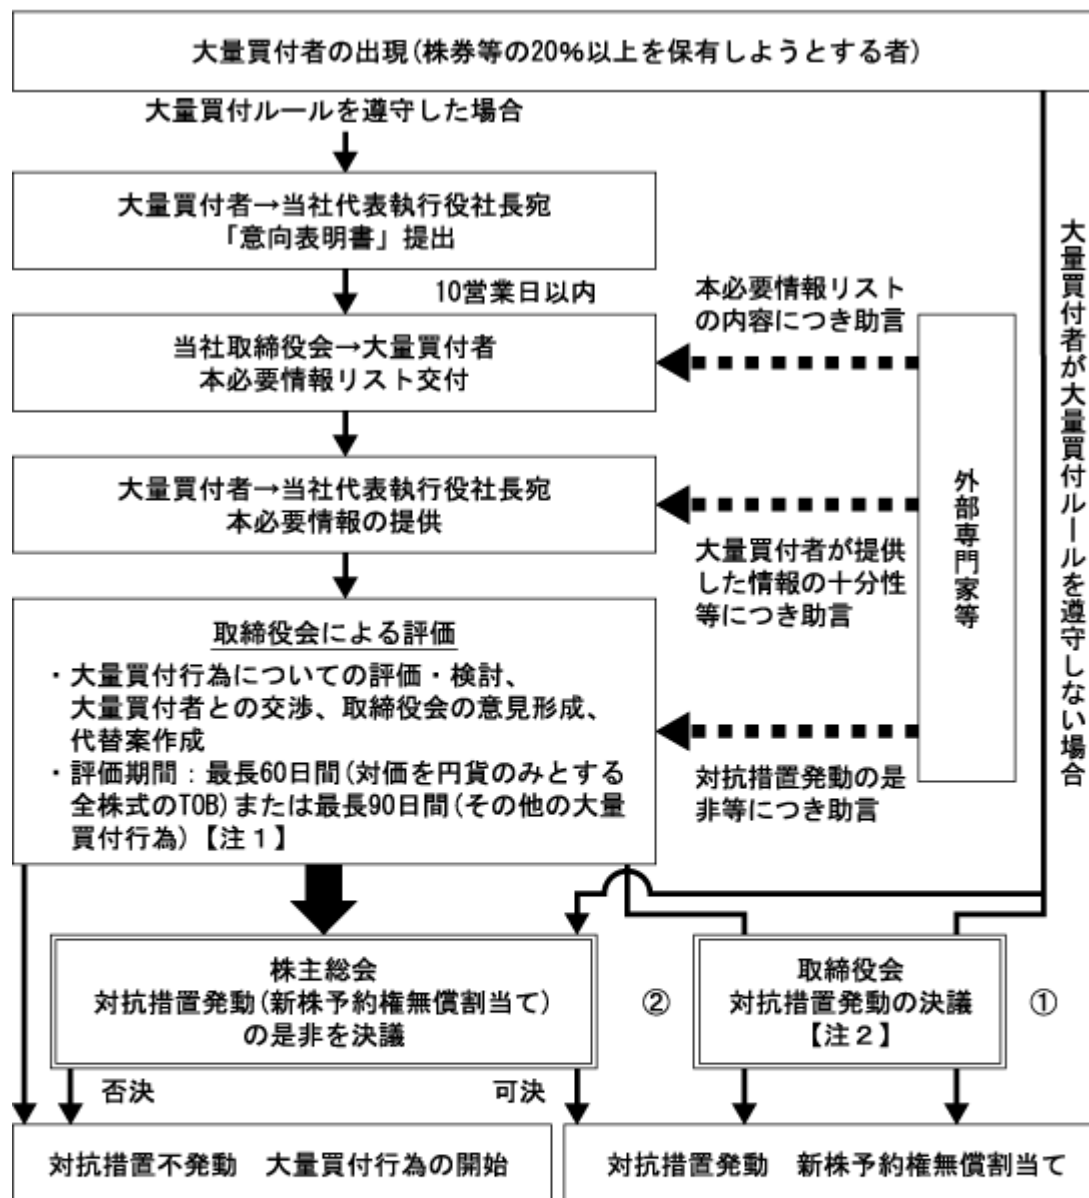 大量買付者の出現(株券等の20%以上を保有しようとする者)
大量買付ルールを遵守した場合
大量買付者→当社代表執行役社長宛
「意向表明書」提出
10営業日以内
当社取締役会→大量買付者
本必要情報リスト交付
本必要情報リスト
の内容につき助言
大量買付者→当社代表執行役社長宛
本必要情報の提供
大量買付者が提供
した情報の十分性
等につき助言
外部専門家等
大量買付者が大量買付ルールを遵守しない場合
取締役会による評価
・大量買付行為についての評価・検討、
大量買付者との交渉、取締役会の意見形成、
代替案作成
・評価期間:最長60日間(対価を円貨のみとする
全株式のTOB)または最長90日間(その他の大量
買付行為)【注1】
対抗措置発動の是
非等につき助言
株主総会
対抗措置発動(新株予約権無償割当て)
の是非を決議
②
取締役会
対抗措置発動の決議
【注2】
①
否決
可決
対抗措置不発動 大量買付行為の開始
対抗措置発動 新株予約権無償割当て